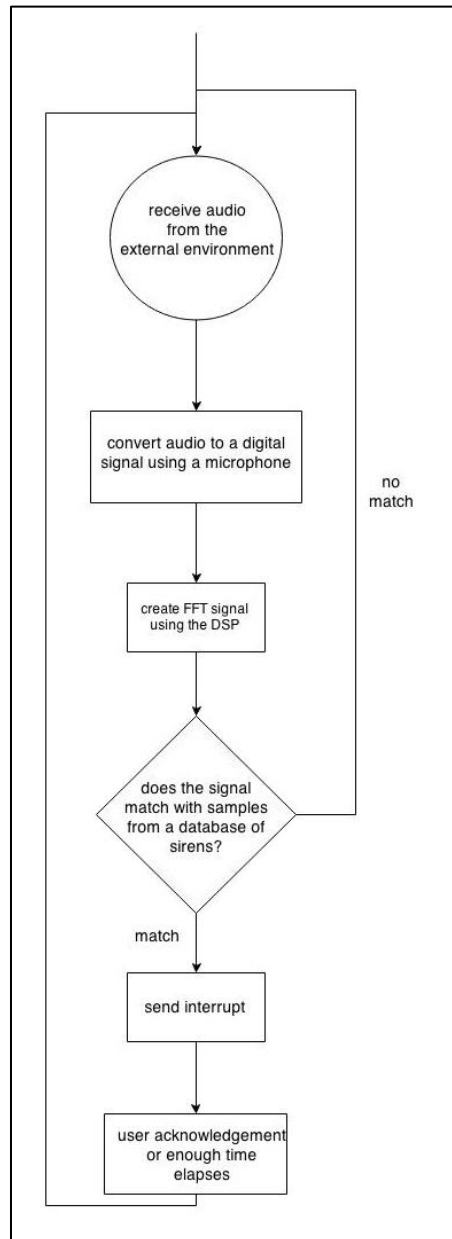 receive audio
from the
external environment
convert audio to a digital
signal using a microphone
no
match
create FFT signal
using the DSP
does the signal
match with samples
from a database of
sirens?
match
send interrupt
user acknowledgement
or enough time
elapses